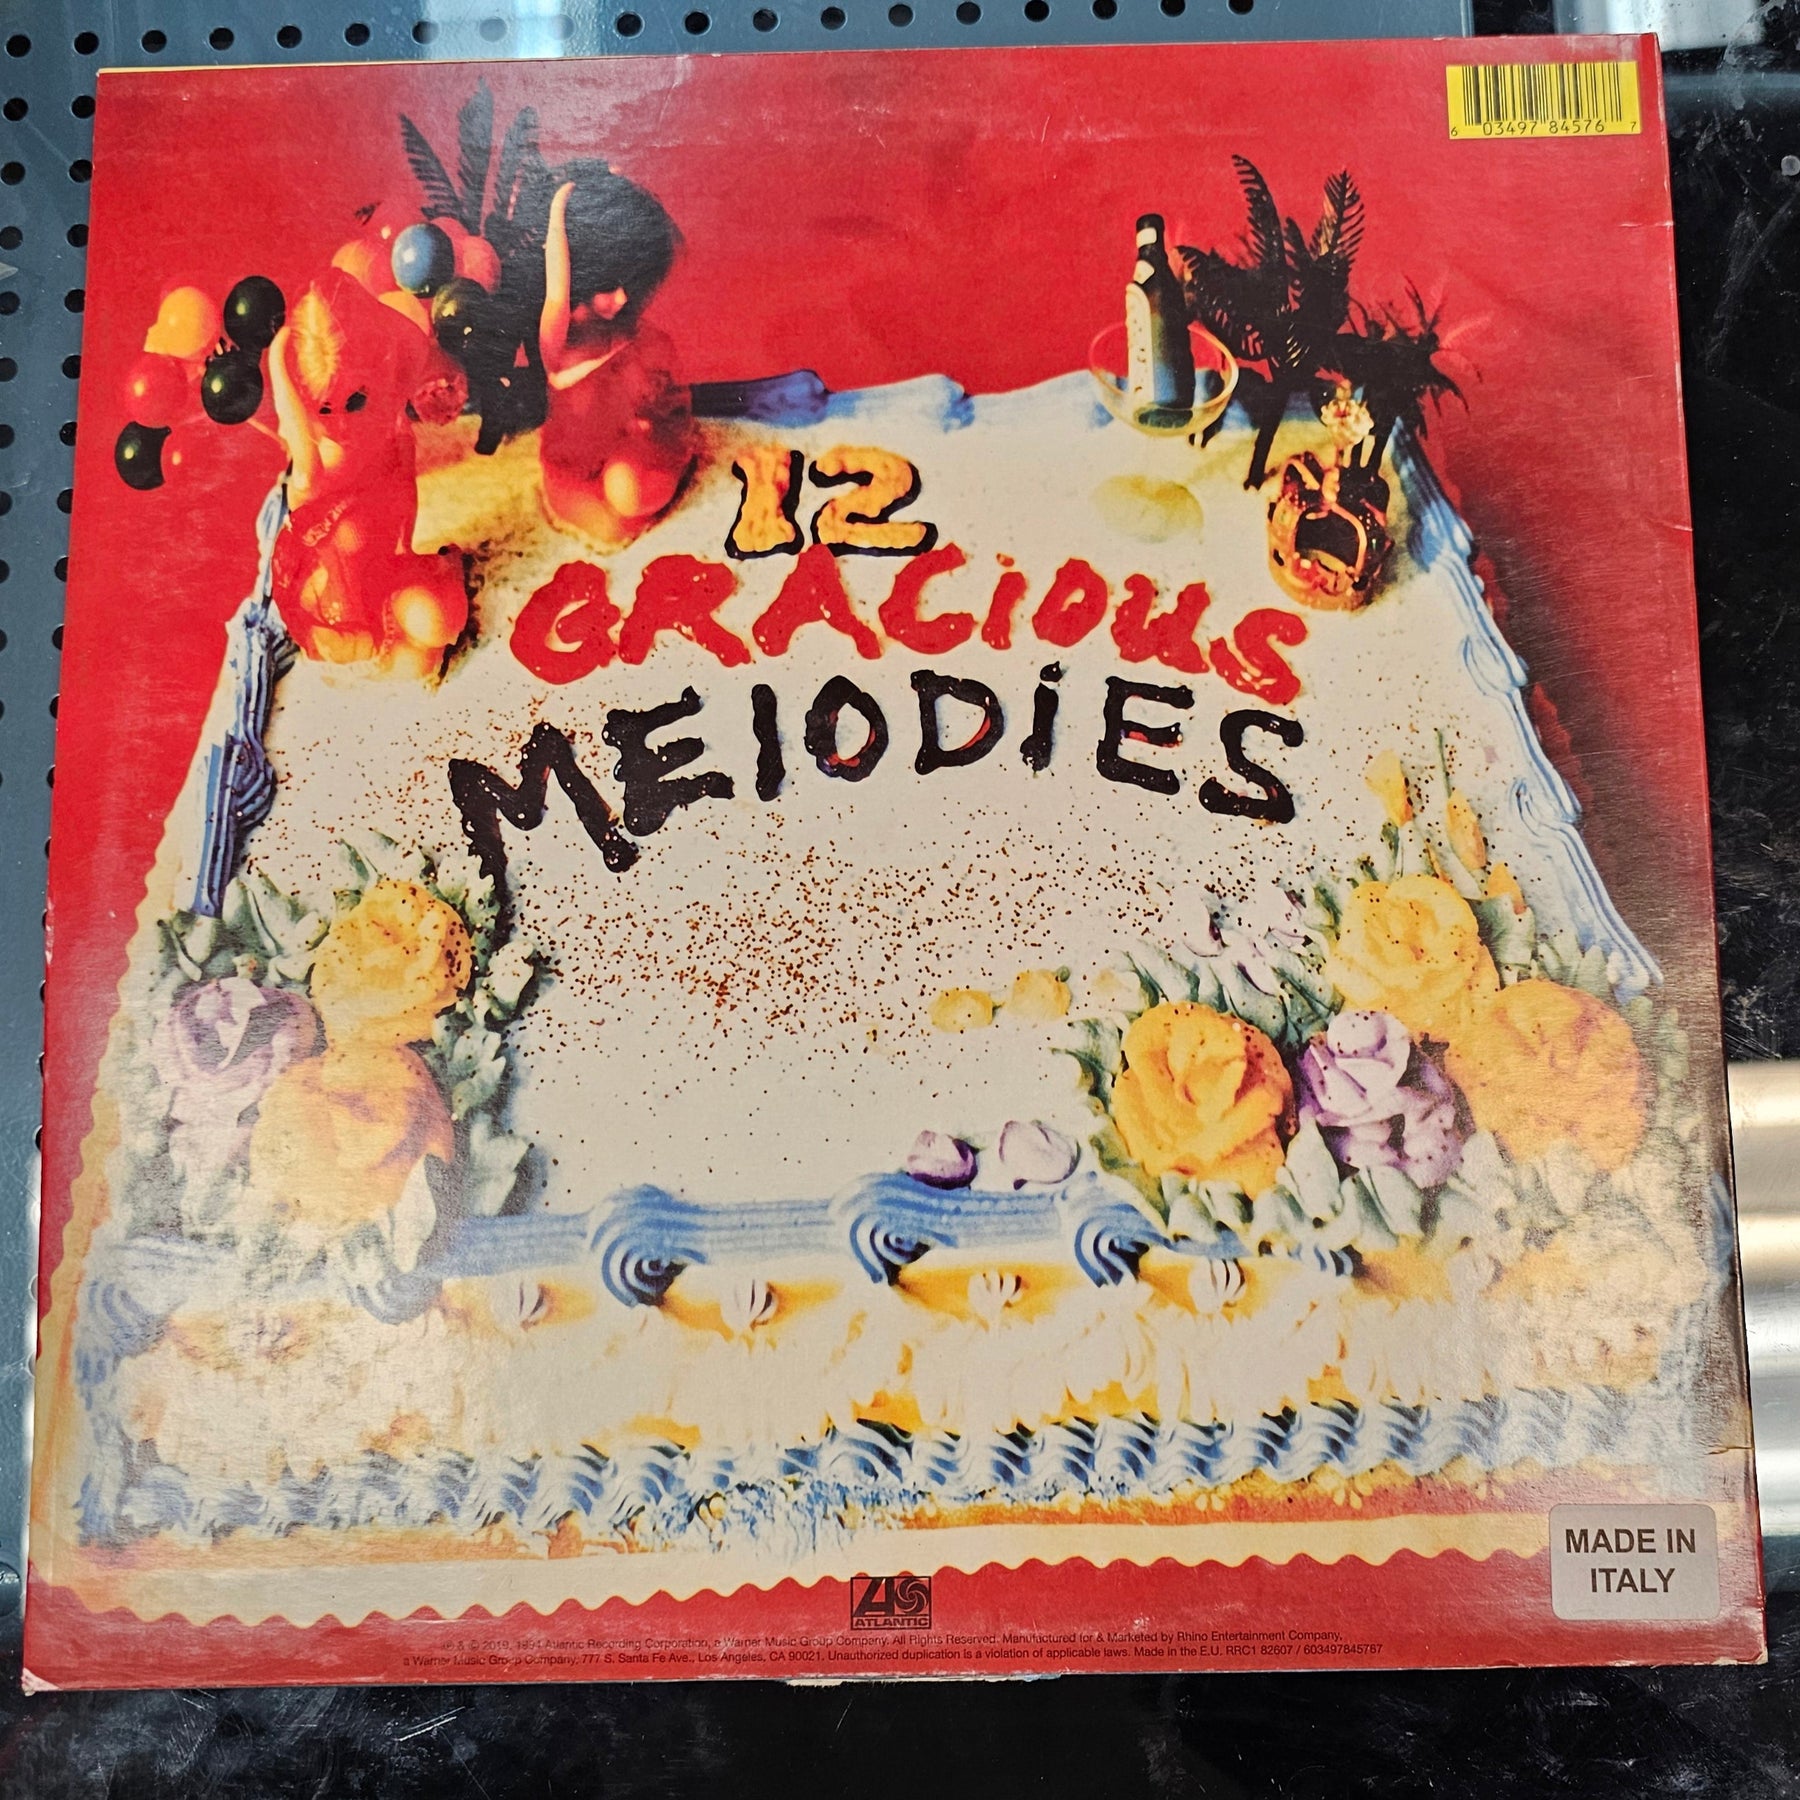 6 03497 84576 7
12
GRACiOUS
MElODiES
MADE IN
ITALY
ATLANTIC
℗ & © 2019, 1994 Atlantic Recording Corporation, a Warner Music Group Company. All Rights Reserved. Manufactured for & Marketed by Rhino Entertainment Company,
a Warner Music Group Company, 777 S. Santa Fe Ave., Los Angeles, CA 90021. Unauthorized duplication is a violation of applicable laws. Made in the E.U. RRC1 82607 / 603497845767